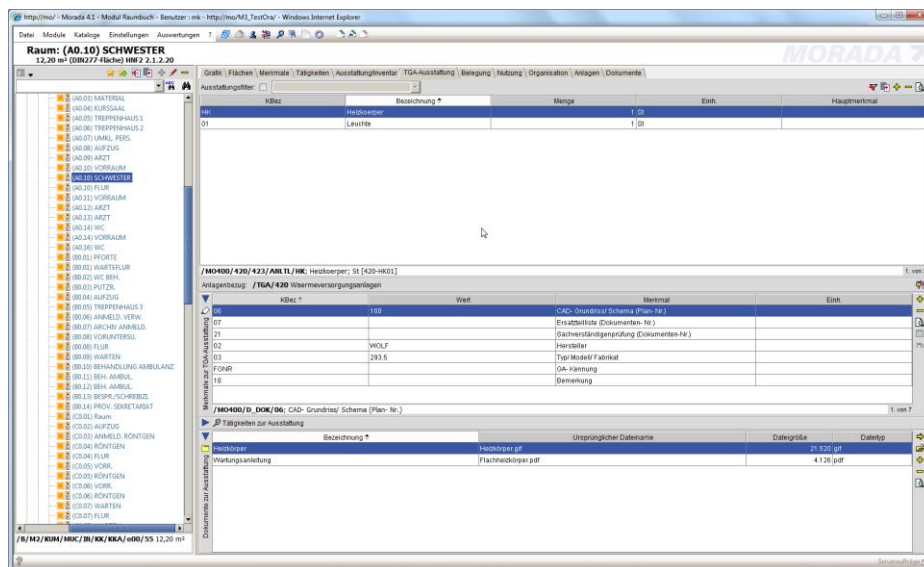 http://mo/ - Morada 4.1 - Modul Raumbuch - Benutzer : mk - http://mo/M3_TestOra/ - Windows Internet Explorer
Datei Module Kataloge Einstellungen Auswertungen ?
Raum: (A0.10) SCHWESTER
12,20 m² (DIN277-Fläche) HNF2 2.1.2.20
MORADA
Grafik Flächen Merkmale Tätigkeiten Ausstattung/Inventar TGA-Ausstattung Belegung Nutzung Organisation Anlagen Dokumente
Ausstattungsfilter:
KBez Bezeichnung Menge Einh. Hauptmerkmal
HK Heizkoerper 1 St
01 Leuchte 1 St
(A0.03) MATERIAL
(A0.04) KURSSAAL
(A0.05) TREPPENHAUS 1
(A0.06) TREPPENHAUS 2
(A0.07) UMKL. PERS.
(A0.08) AUFZUG
(A0.09) ARZT
(A0.10) VORRAUM
(A0.10) SCHWESTER
(A0.10) FLUR
(A0.11) VORRAUM
(A0.12) ARZT
(A0.13) ARZT
(A0.14) WC
(A0.14) VORRAUM
(A0.16) WC
(B0.01) PFORTE
(B0.01) WARTEFLUR
(B0.02) WC BEH.
(B0.03) PUTZR.
(B0.04) AUFZUG
(B0.05) TREPPENHAUS 3
(B0.06) ANMELD. VERW.
(B0.07) ARCHIV ANMELD.
(B0.08) VORUNTERSU.
(B0.08) FLUR
(B0.09) WARTEN
(B0.10) BEHANDLUNG AMBULANZ
(B0.11) BEH. AMBUL.
(B0.12) BEH. AMBUL.
(B0.13) BESPR./SCHREIBZI.
(B0.14) PROV. SEKRETARIAT
(C0.01) Raum
(C0.02) AUFZUG
(C0.03) ANMELD. RÖNTGEN
(C0.04) RÖNTGEN
(C0.04) FLUR
(C0.05) VORR.
(C0.05) RÖNTGEN
(C0.06) VORR.
(C0.06) RÖNTGEN
(C0.07) WARTEN
(C0.07) FLUR
/B/M2/KUM/MUC/IN/KK/KKA/e00/55 12,20 m²
/MO400/420/423/ANLTL/HK; Heizkoerper; St [420-HK01]
1. von
Anlagenbezug: /TGA/420 Waermeversorgungsanlagen
Merkmale zur TGA-Ausstattung
KBez Wert Merkmal Einh.
06 100 CAD- Grundriss/ Schema (Plan- Nr.)
07 Ersatzteilliste (Dokumenten- Nr.)
21 Sachverständigenprüfung (Dokumenten-Nr.)
02 WOLF Hersteller
03 293.5 Typ/ Modell/ Fabrikat
FGNR GA- Kennung
18 Bemerkung
/MO400/D_DOK/06; CAD- Grundriss/ Schema (Plan- Nr.)
1. von 7
Tätigkeiten zur Ausstattung
Dokumente zur Ausstattung
Bezeichnung Ursprünglicher Dateiname Dateigröße Dateityp
Heizkörper Heizkörper.gif 21.520 gif
Wartungsanleitung Flachheizkörper.pdf 4.128 pdf